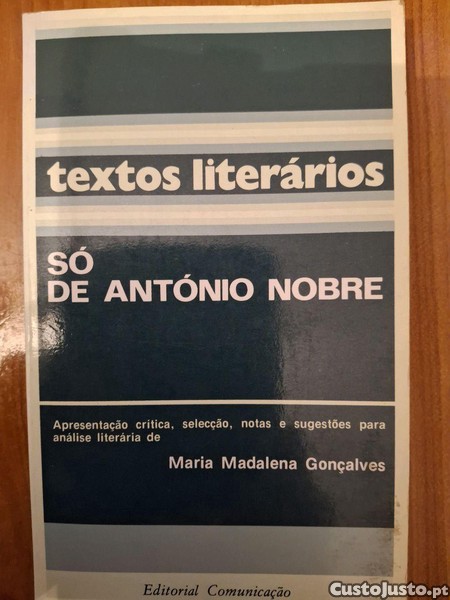 textos literários
SÓ
DE ANTÓNIO NOBRE
Apresentação crítica, selecção, notas e sugestões para
análise literária de
Maria Madalena Gonçalves
Editorial Comunicação
CustoJusto.pt